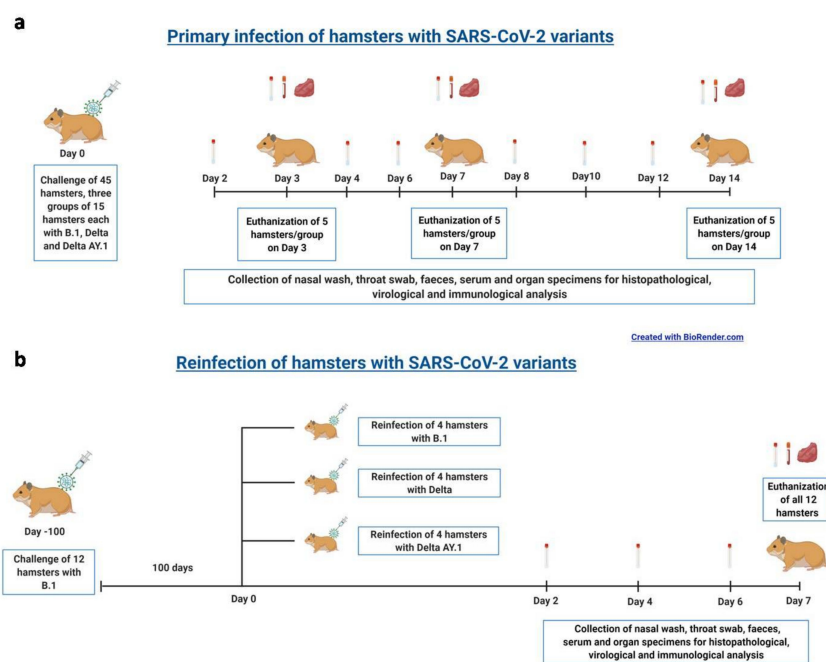 a
Primary infection of hamsters with SARS-CoV-2 variants
Day 0
Challenge of 45
hamsters, three
groups of 15
hamsters each
with B.1, Delta
and Delta AY.1
Day 2
Day 3
Day 4
Day 6
Day 7
Day 8
Day10
Day 12
Day 14
Euthanization of 5
hamsters/group
on Day 3
Euthanization of 5
hamsters/group
on Day 7
Euthanization of 5
hamsters/group
on Day 14
Collection of nasal wash, throat swab, faeces, serum and organ specimens for histopathological,
virological and immunological analysis
Created with BioRender.com
b
Reinfection of hamsters with SARS-CoV-2 variants
Day -100
Challenge of 12
hamsters with
B.1
100 days
Day 0
Reinfection of 4 hamsters
with B.1
Reinfection of 4 hamsters
with Delta
Reinfection of 4 hamsters
with Delta AY.1
Euthanization
of all 12
hamsters
Day 2
Day 4
Day 6
Day 7
Collection of nasal wash, throat swab, faeces,
serum and organ specimens for histopathological,
virological and immunological analysis